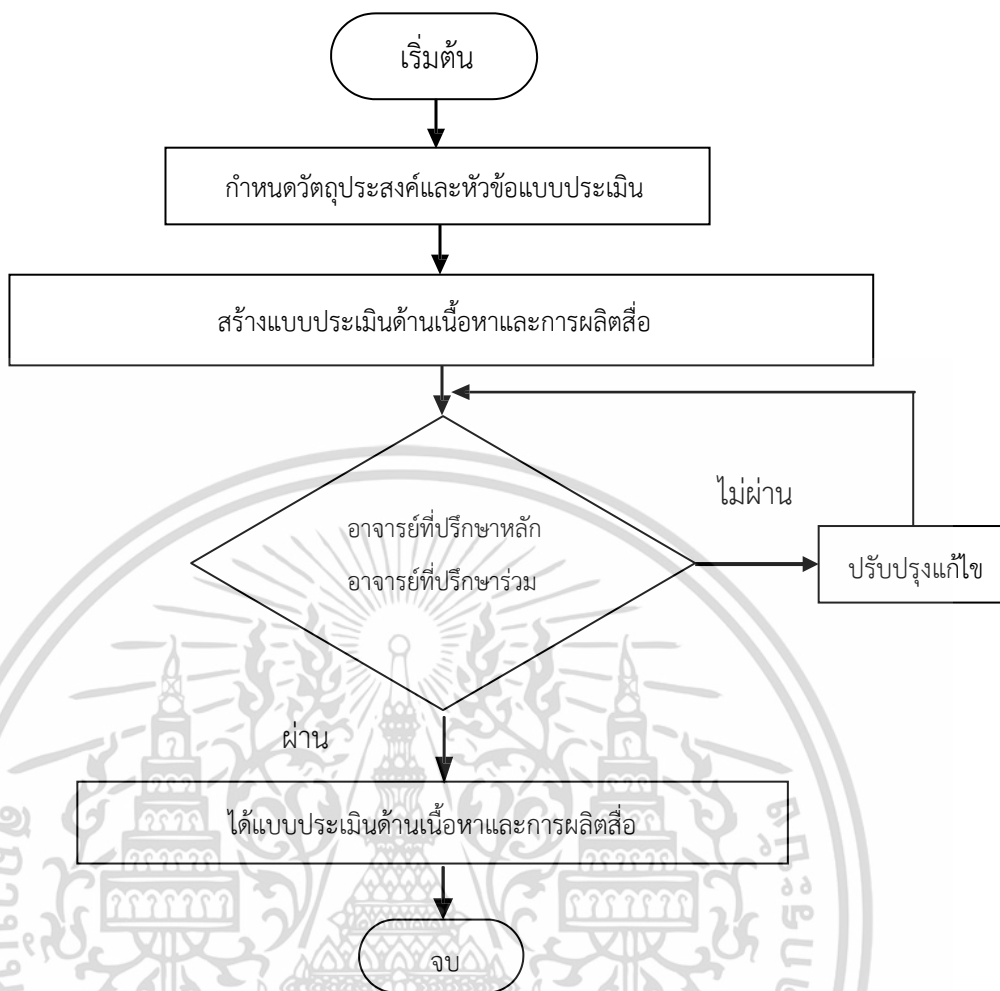 เริ่มต้น
กำหนดวัตถุประสงค์และหัวข้อแบบประเมิน
สร้างแบบประเมินด้านเนื้อหาและการผลิตสื่อ
ไม่ผ่าน
อาจารย์ที่ปรึกษาหลัก
อาจารย์ที่ปรึกษาร่วม
ปรับปรุงแก้ไข
ผ่าน
ได้แบบประเมินด้านเนื้อหาและการผลิตสื่อ
จบ